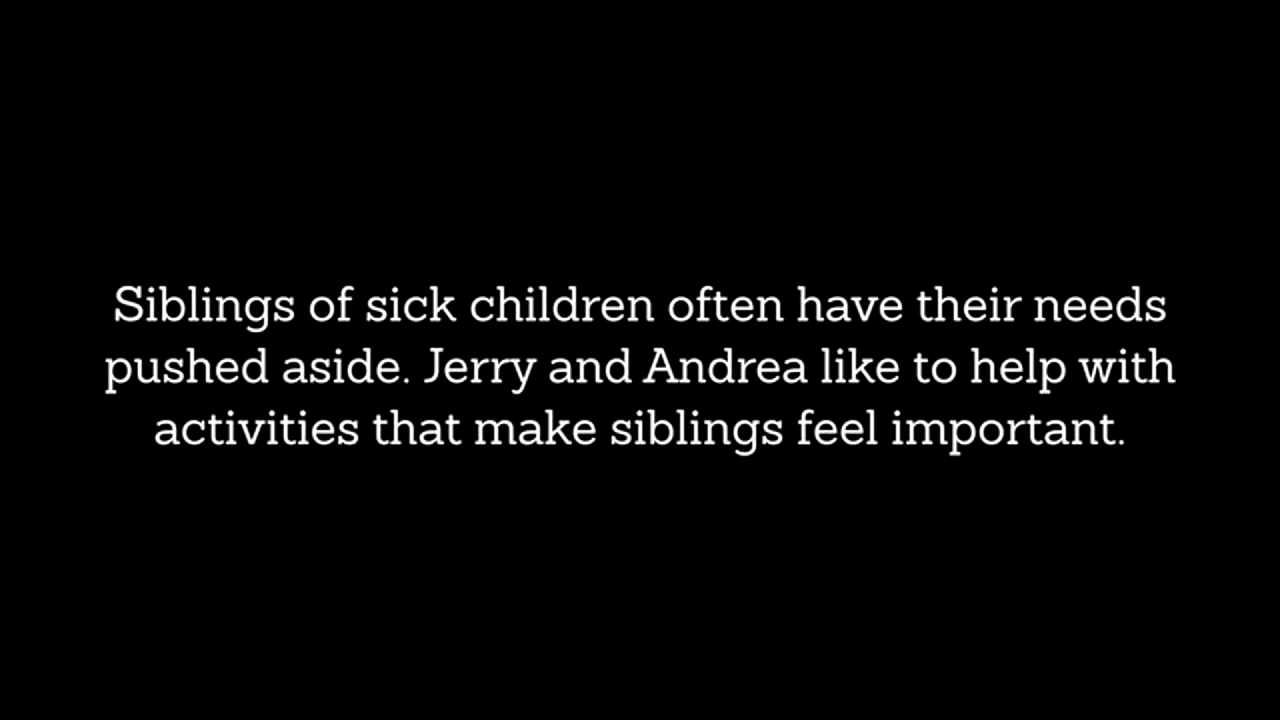 Siblings of sick children often have their needs
pushed aside. Jerry and Andrea like to help with
activities that make siblings feel important.